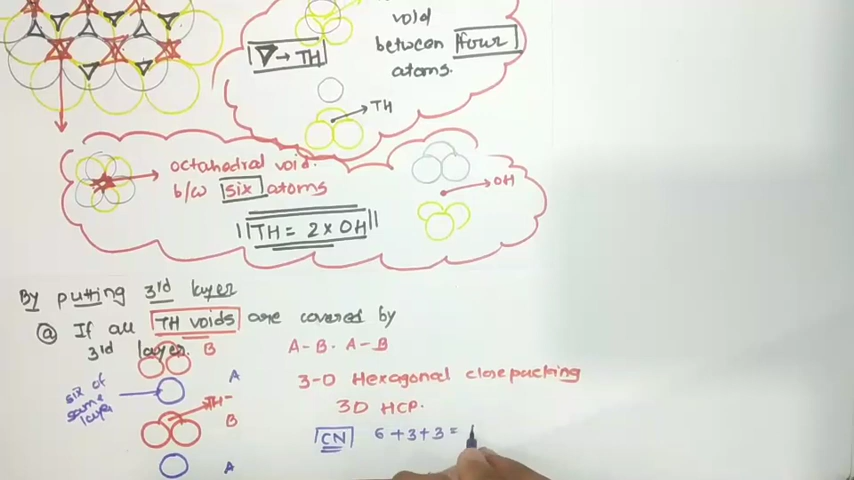 void
between four
atoms.
→ TH
TH
octahedral void.
b/w six atoms
OH
TH = 2 x OH
By putting 3rd layer
@ If all TH voids are covered by
3rd layer.
B
A - B - A - B
six of
same
layer
A
3-D Hexagonal closepacking
TH
3D HCP.
B
CN 6 + 3 + 3 =
A